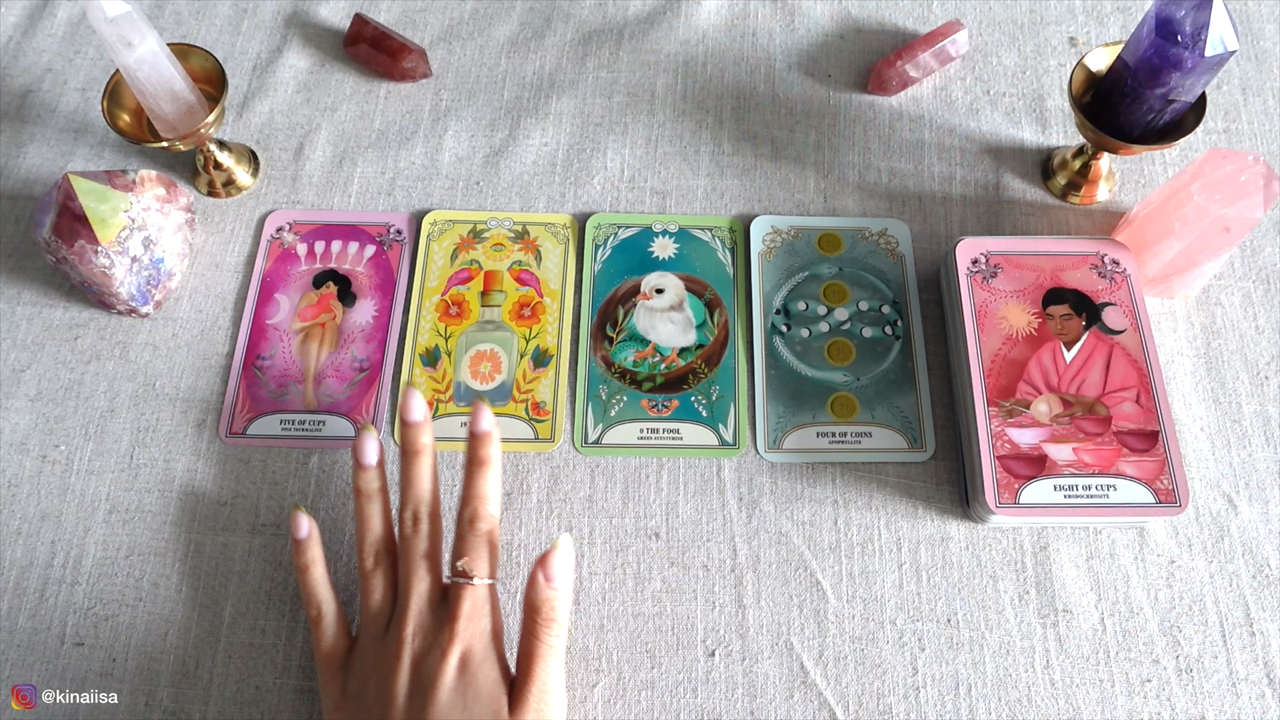 FIVE OF CUPS
PINK TOURMALINE
19
0 THE FOOL
GREEN AVENTURINE
FOUR OF COINS
APOPHYLLITE
EIGHT OF CUPS
RHODOCHROSITE
@kinaiisa